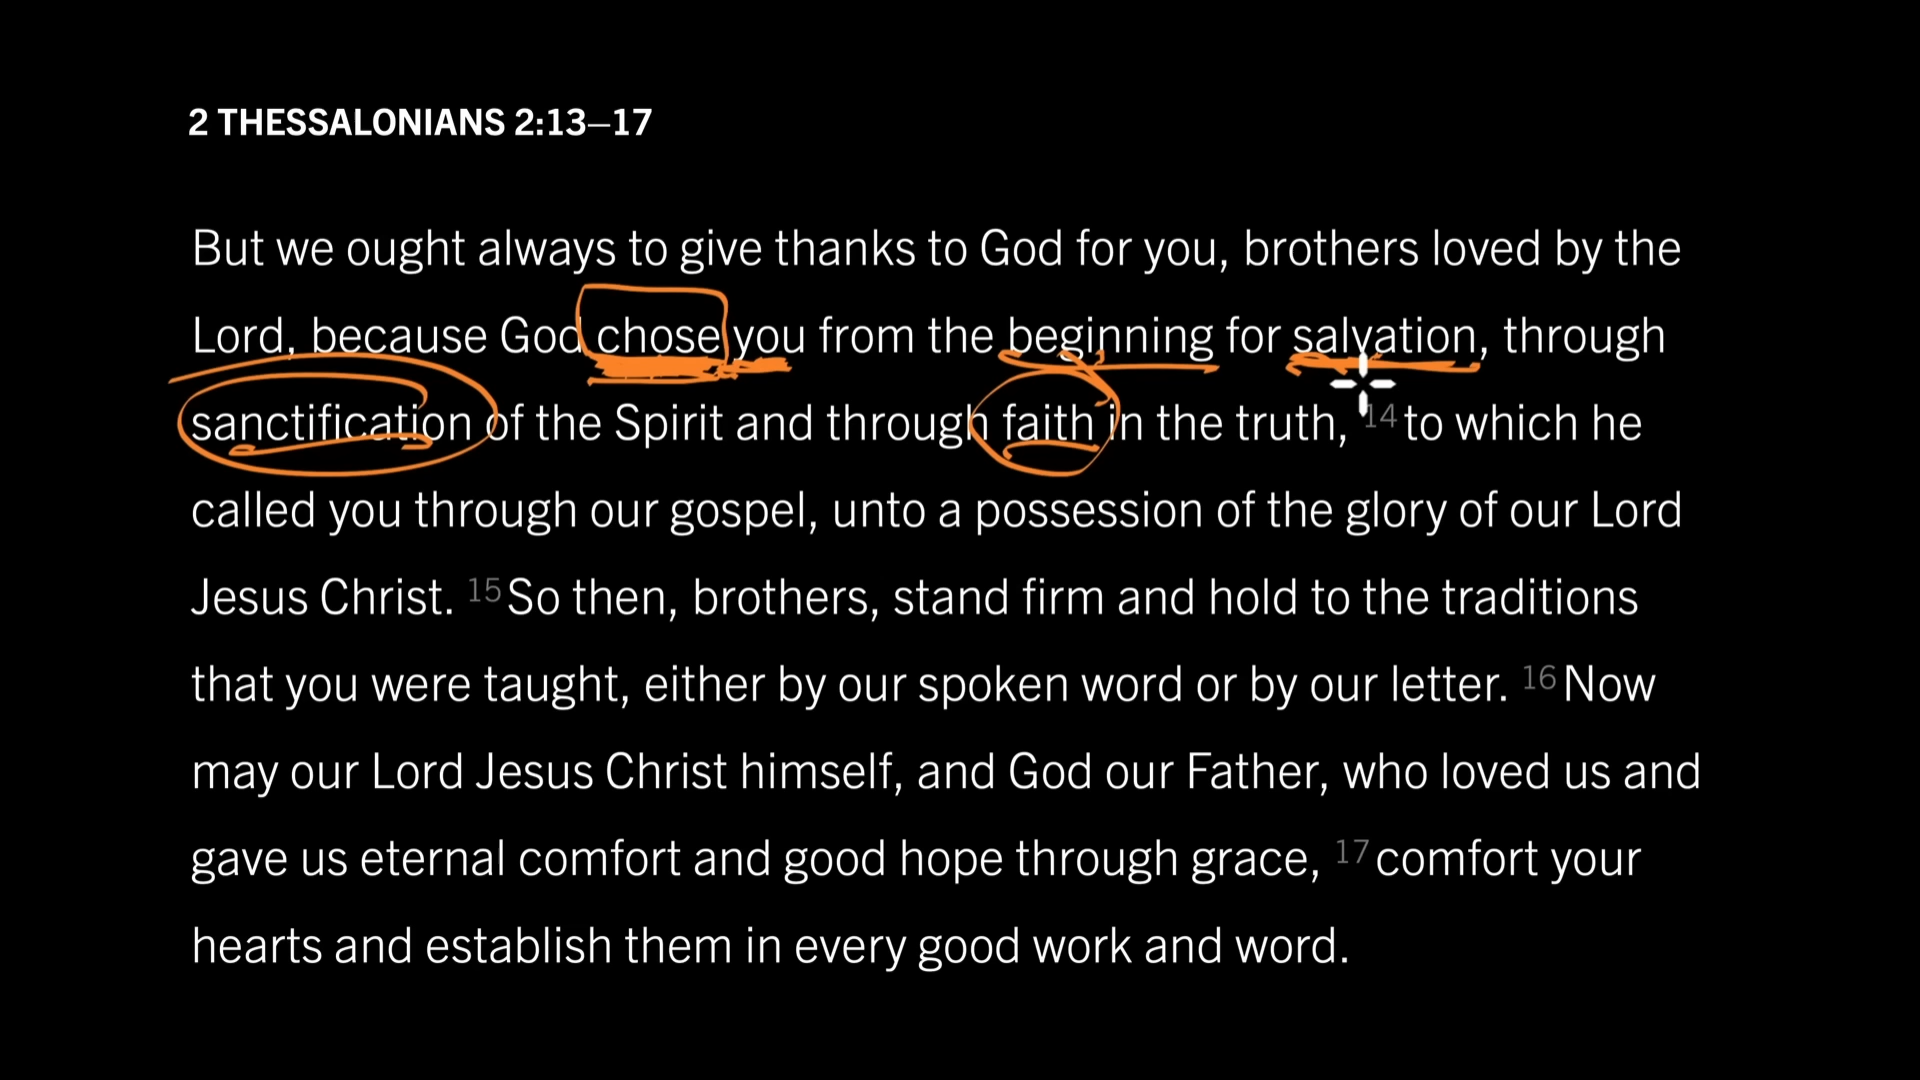 2 THESSALONIANS 2:13–17
But we ought always to give thanks to God for you, brothers loved by the
Lord, because God chose you from the beginning for salvation, through
sanctification of the Spirit and through faith in the truth, 14 to which he
called you through our gospel, unto a possession of the glory of our Lord
Jesus Christ. 15 So then, brothers, stand firm and hold to the traditions
that you were taught, either by our spoken word or by our letter. 16 Now
may our Lord Jesus Christ himself, and God our Father, who loved us and
gave us eternal comfort and good hope through grace, 17 comfort your
hearts and establish them in every good work and word.